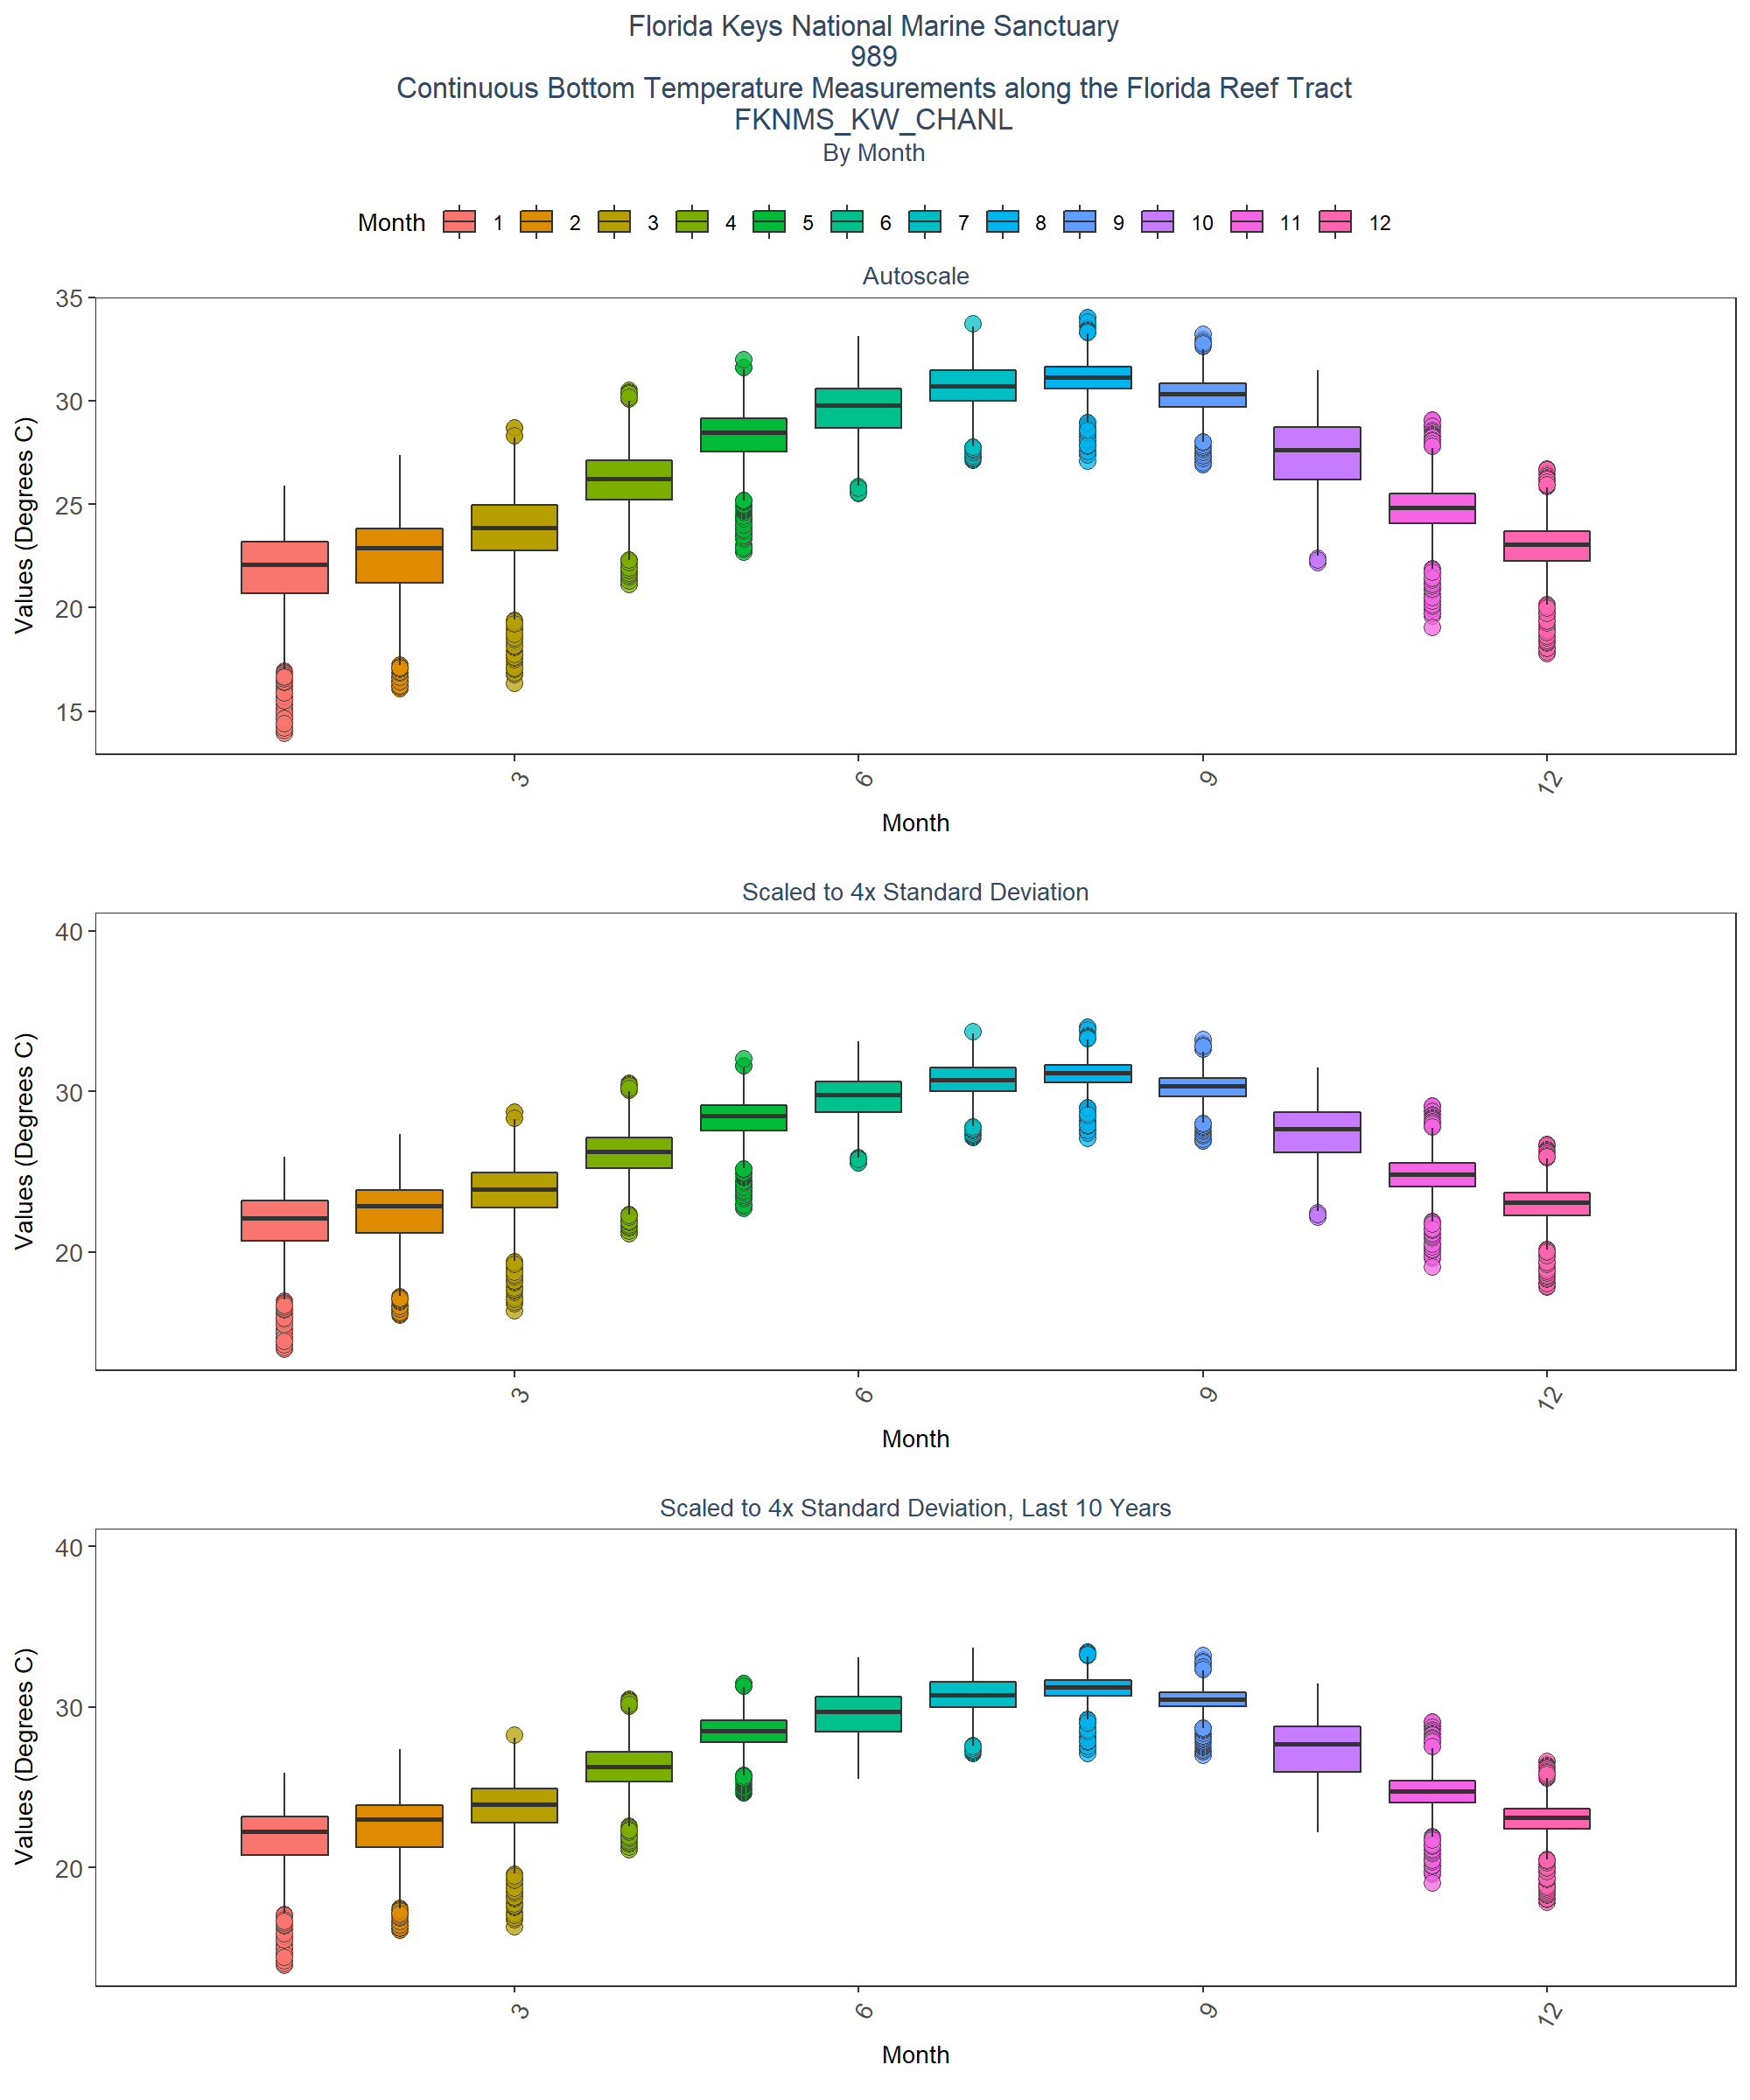 Florida Keys National Marine Sanctuary
989
Continuous Bottom Temperature Measurements along the Florida Reef Tract
FKNMS_KW_CHANL
By Month
Month 1 2 3 4 5 6 7 8 9 10 11 12
Autoscale
35
30
25
20
15
Values (Degrees C)
3 6 9 12
Month
Scaled to 4x Standard Deviation
40
30
20
Values (Degrees C)
3 6 9 12
Month
Scaled to 4x Standard Deviation, Last 10 Years
40
30
20
Values (Degrees C)
3 6 9 12
Month